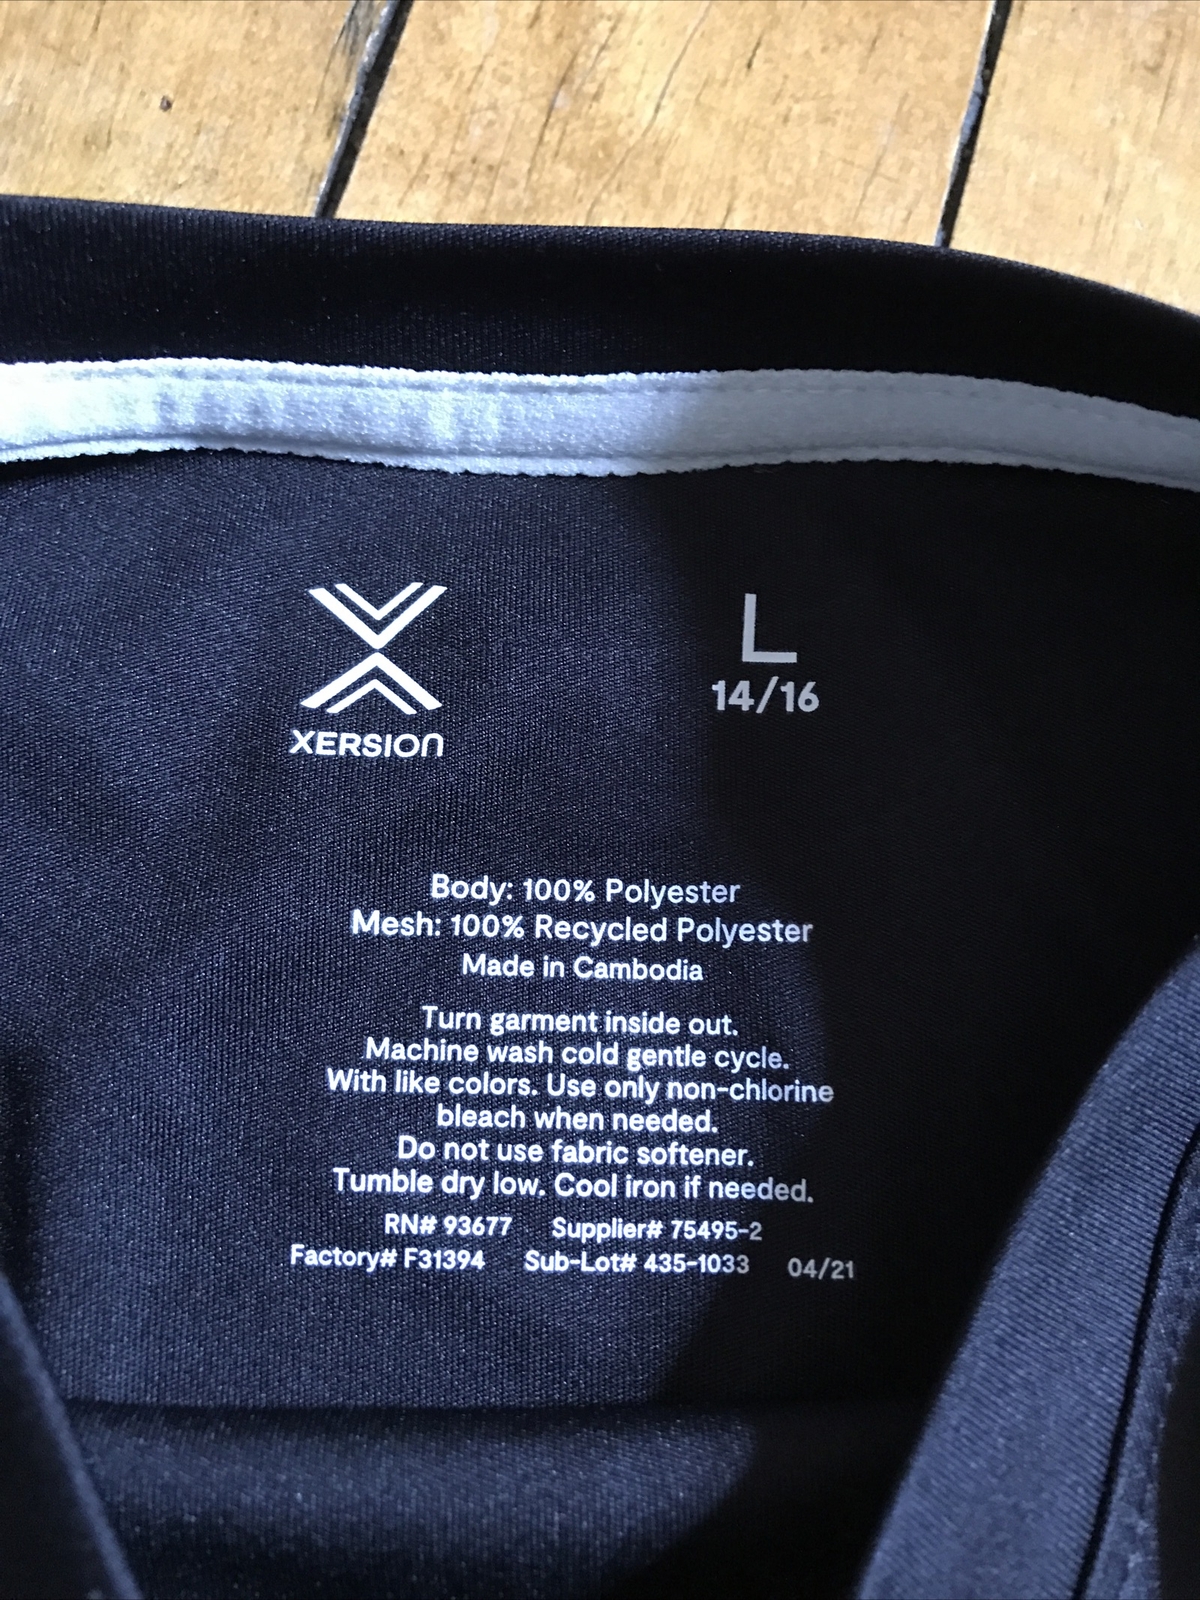 XERSION
L
14/16
Body: 100% Polyester
Mesh: 100% Recycled Polyester
Made in Cambodia
Turn garment inside out.
Machine wash cold gentle cycle.
With like colors. Use only non-chlorine
bleach when needed.
Do not use fabric softener.
Tumble dry low. Cool iron if needed.
RN# 93677 Supplier# 75495-2
Factory# F31394 Sub-Lot# 435-1033 04/21